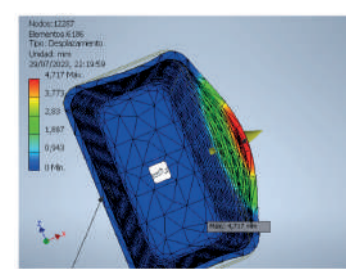 Nodos:12287
Elementos:6186
Tipo: Desplazamiento
Unidad: mm
29/07/2020, 22:19:59
4,717 Máx.
3,773
2,83
1,887
0,943
0 Mín.
Máx.: 4,717 mm